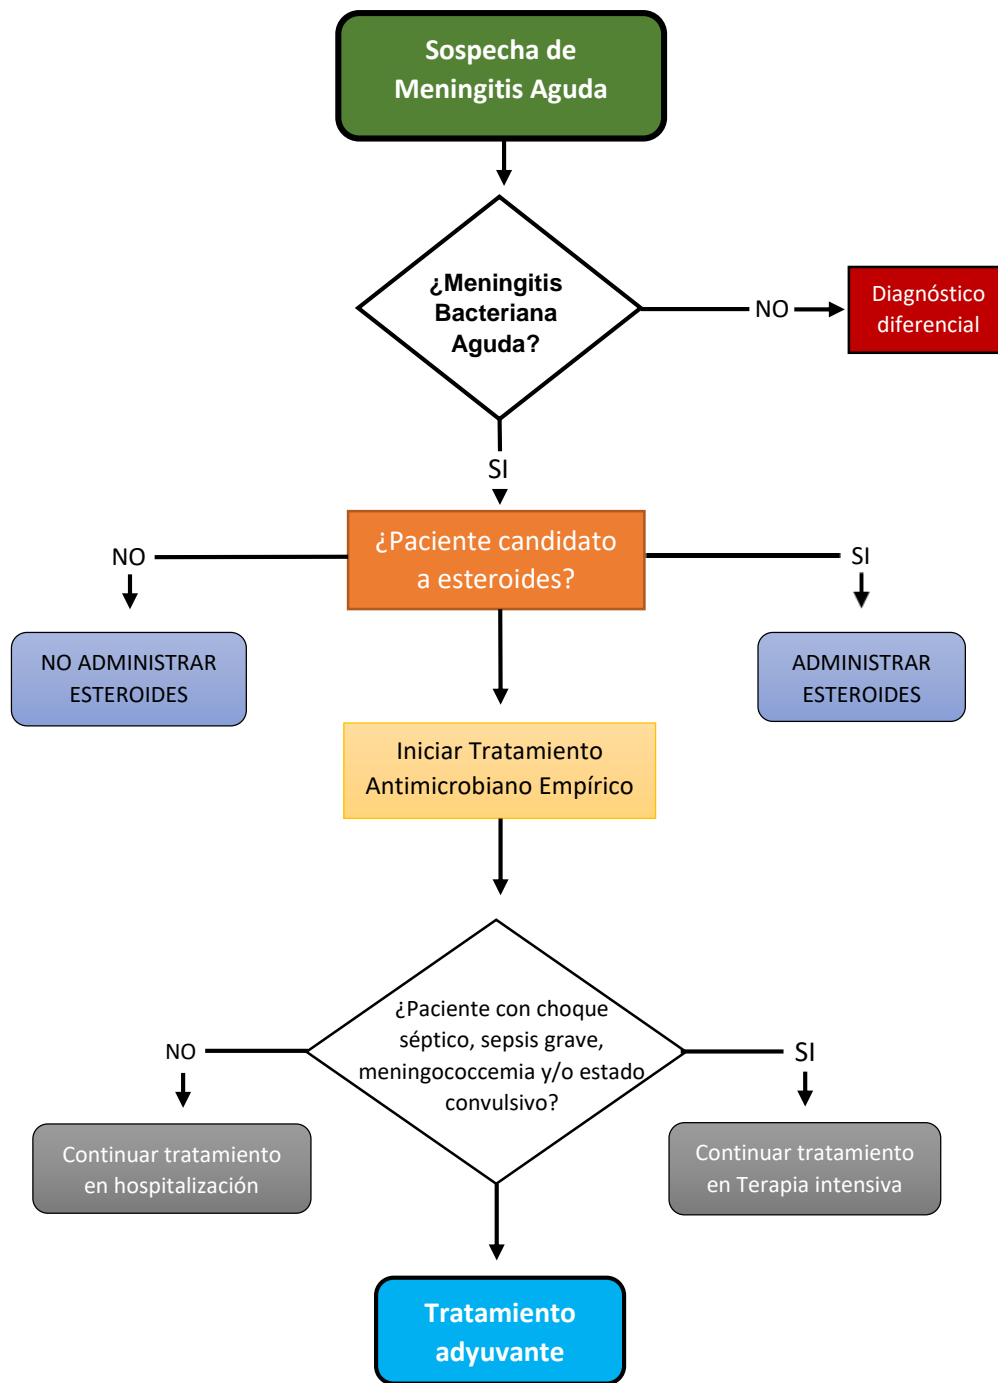 Sospecha de
Meningitis Aguda
¿Meningitis
Bacteriana
Aguda?
NO
Diagnóstico
diferencial
SI
¿Paciente candidato
a esteroides?
NO
SI
NO ADMINISTRAR
ESTEROIDES
ADMINISTRAR
ESTEROIDES
Iniciar Tratamiento
Antimicrobiano Empírico
¿Paciente con choque
séptico, sepsis grave,
meningococcemia y/o estado
convulsivo?
NO
SI
Continuar tratamiento
en hospitalización
Continuar tratamiento
en Terapia intensiva
Tratamiento
adyuvante